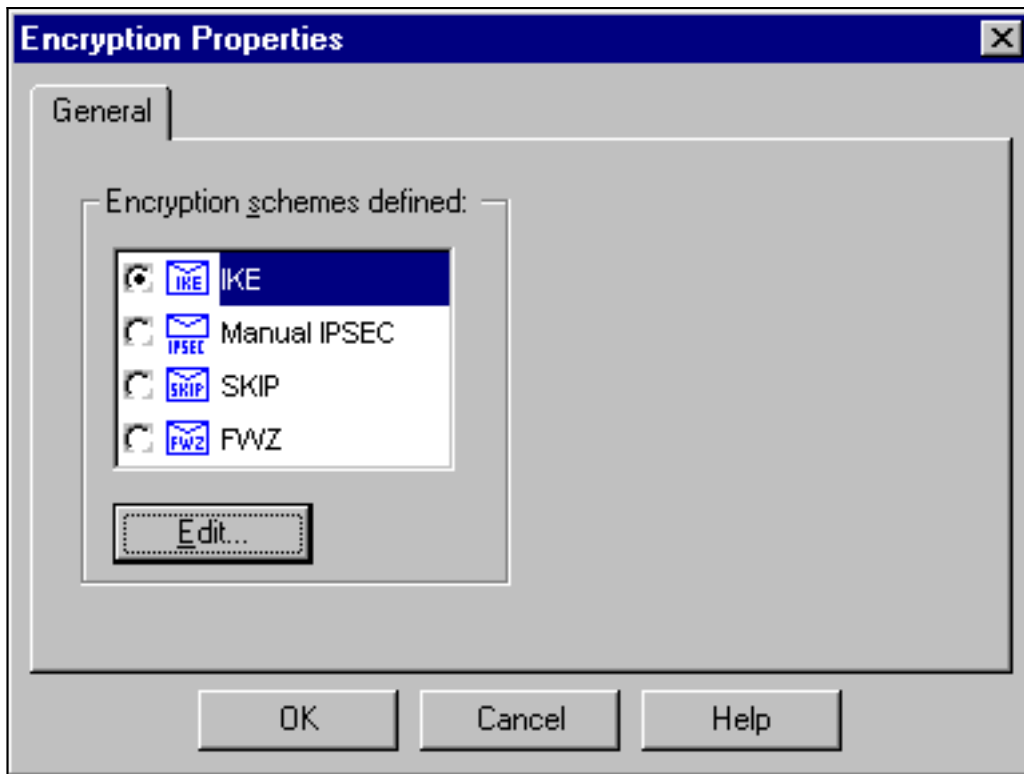 Encryption Properties
General
Encryption schemes defined:
IKE IKE
IPSEC Manual IPSEC
SKIP SKIP
FWZ FWZ
Edit...
OK Cancel Help